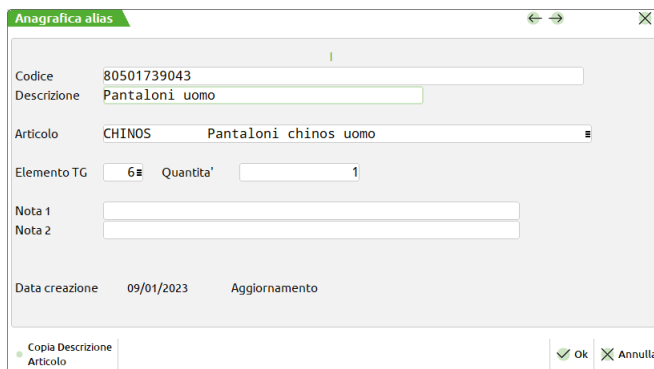 Anagrafica alias
Codice 80501739043
Descrizione Pantaloni uomo
Articolo CHINOS Pantaloni chinos uomo
Elemento TG 6 Quantita' 1
Nota 1
Nota 2
Data creazione 09/01/2023 Aggiornamento
Copia Descrizione
Articolo
Ok Annulla